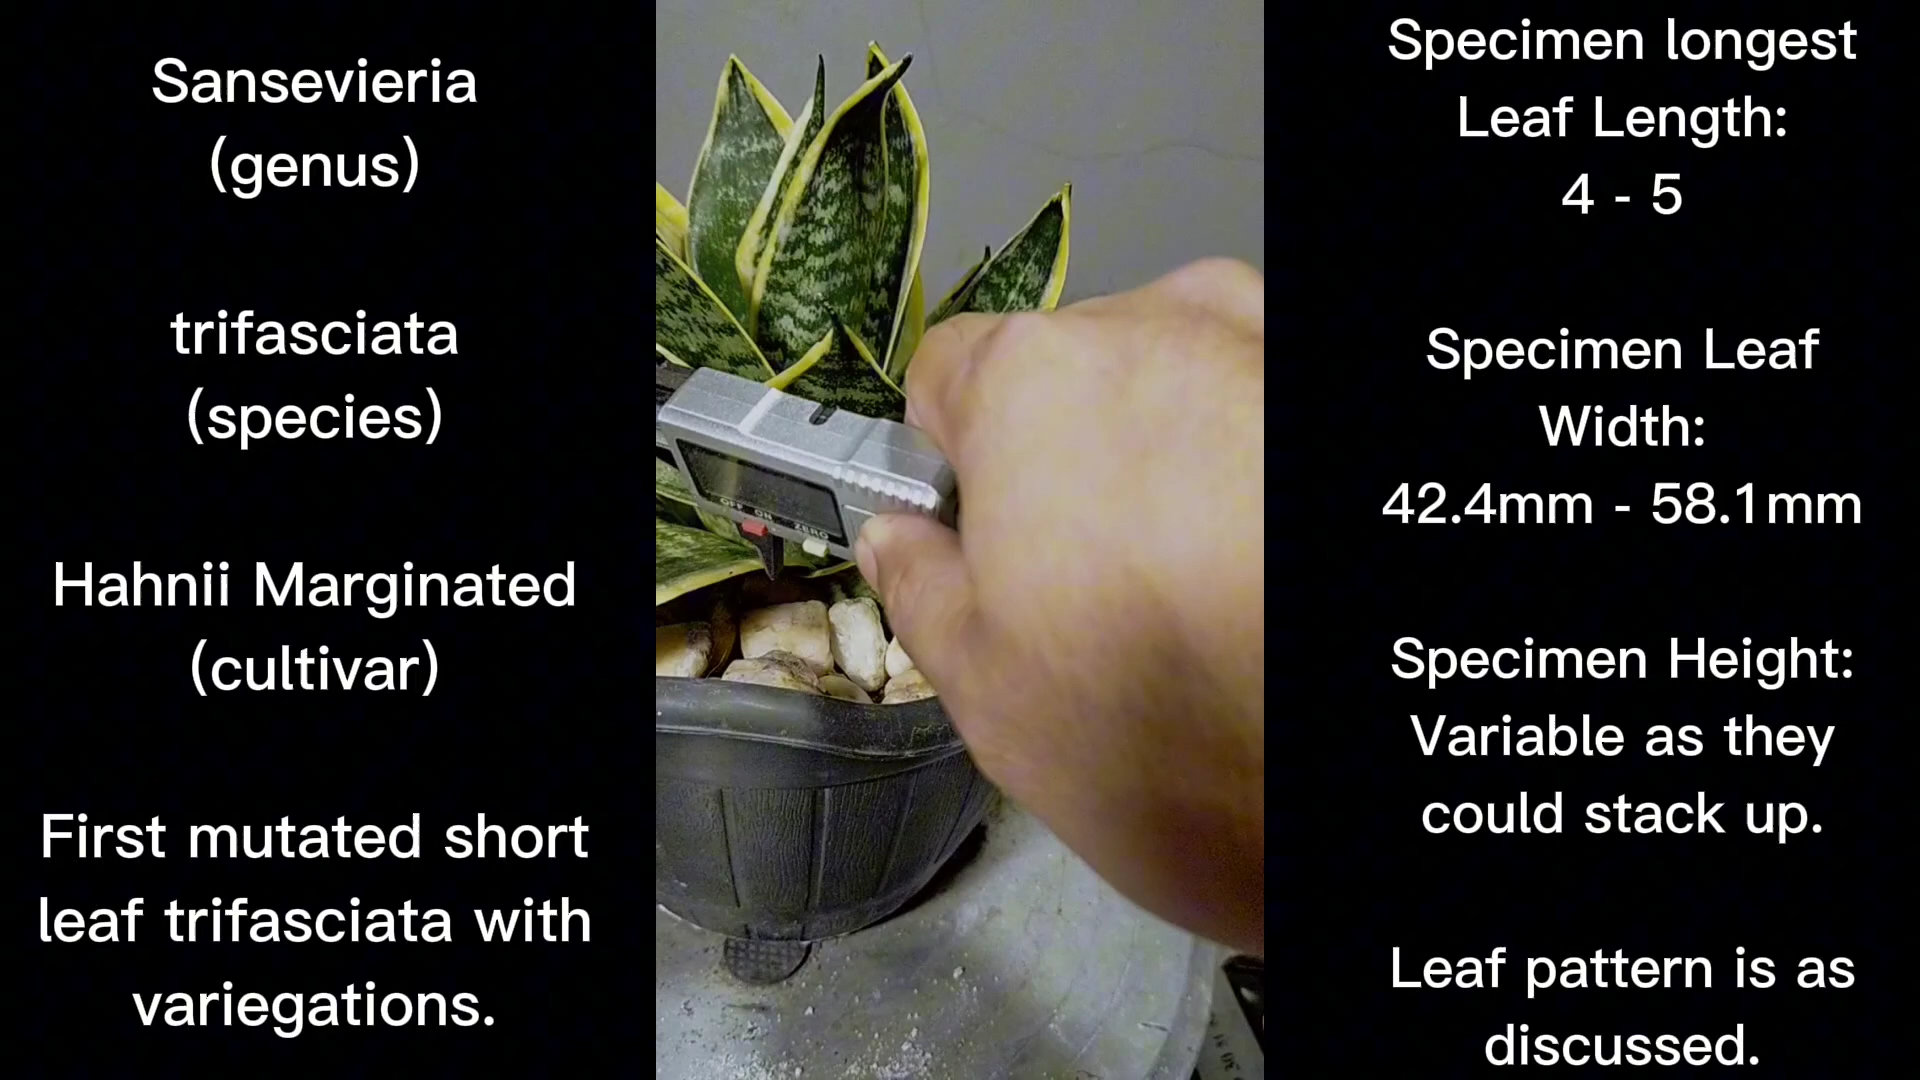 Sansevieria
(genus)
trifasciata
(species)
Hahnii Marginated
(cultivar)
First mutated short
leaf trifasciata with
variegations.
OFF ON ZERO
Specimen longest
Leaf Length:
4 - 5
Specimen Leaf
Width:
42.4mm - 58.1mm
Specimen Height:
Variable as they
could stack up.
Leaf pattern is as
discussed.